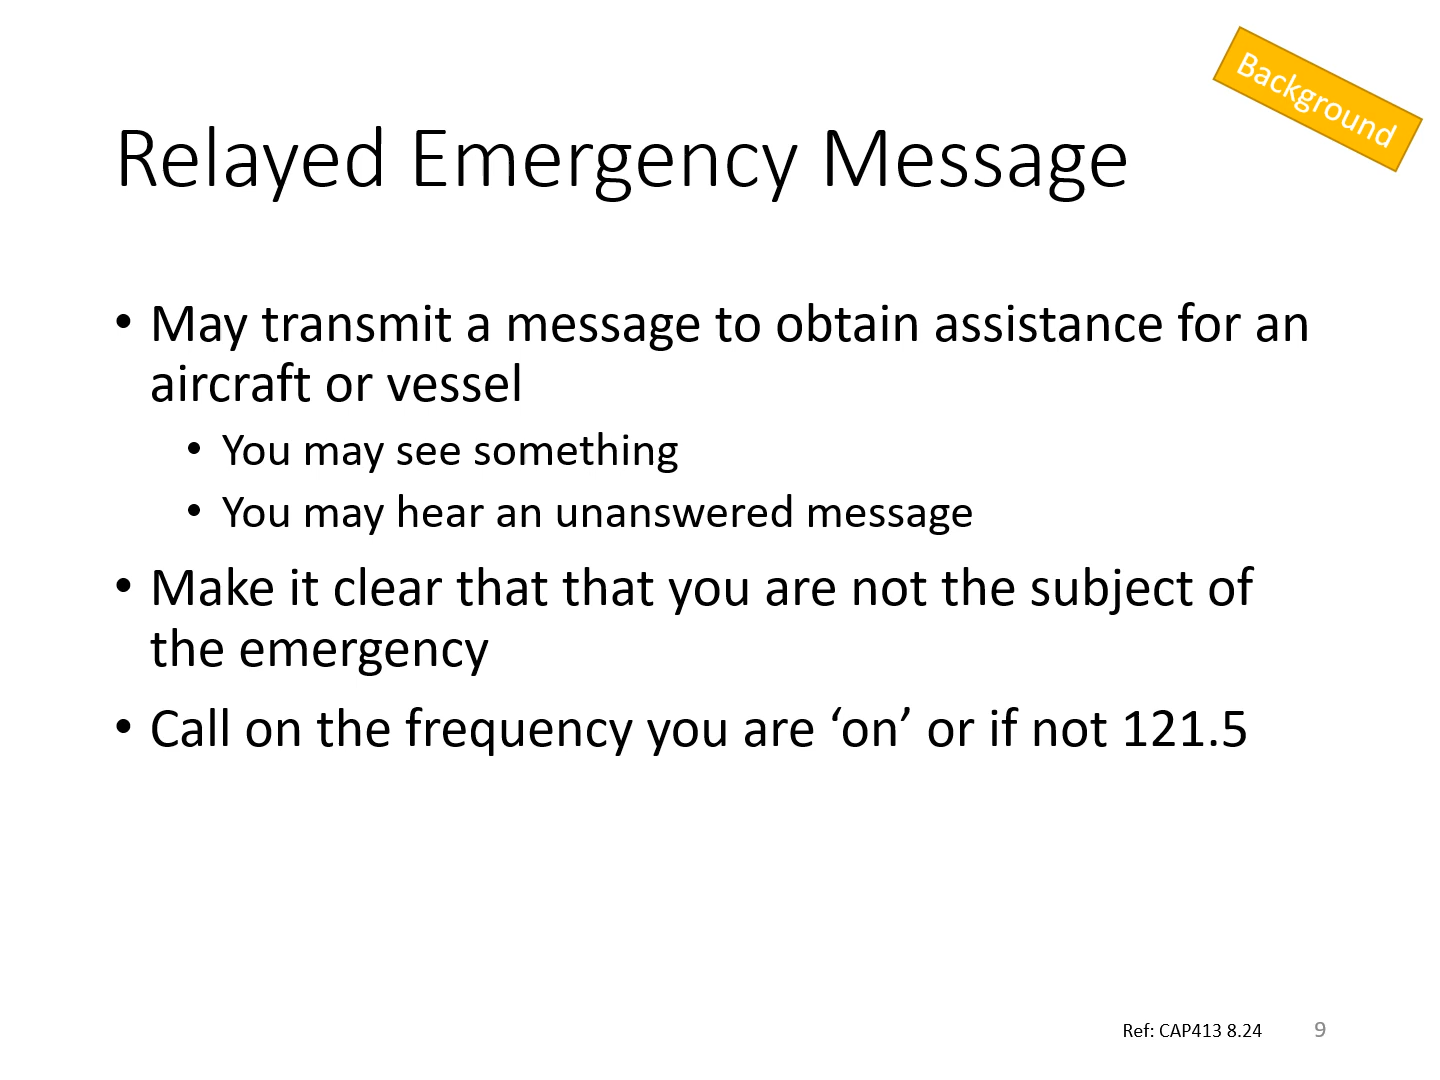 Background
Relayed Emergency Message
• May transmit a message to obtain assistance for an
aircraft or vessel
• You may see something
• You may hear an unanswered message
• Make it clear that that you are not the subject of
the emergency
• Call on the frequency you are ‘on’ or if not 121.5
Ref: CAP413 8.24
9